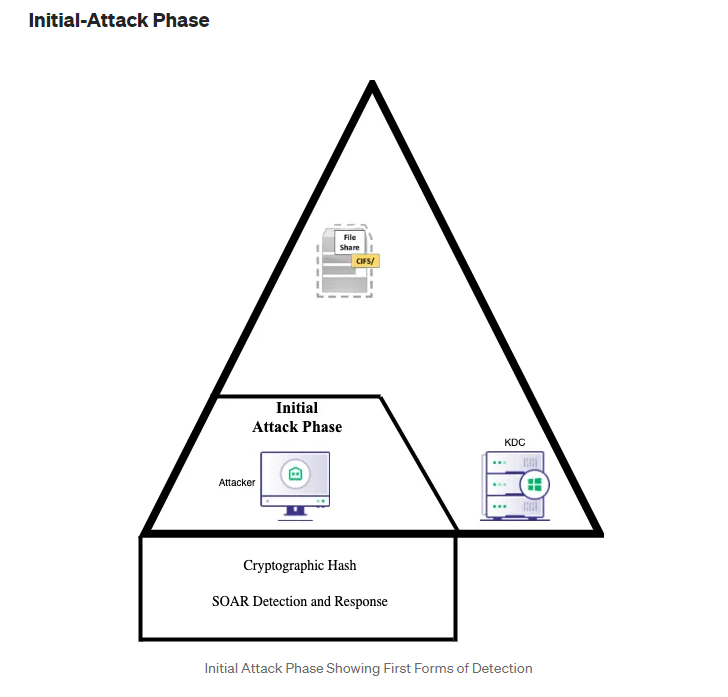 Initial-Attack Phase
File
Share
CIFS/
Initial
Attack Phase
KDC
Attacker
Cryptographic Hash
SOAR Detection and Response
Initial Attack Phase Showing First Forms of Detection